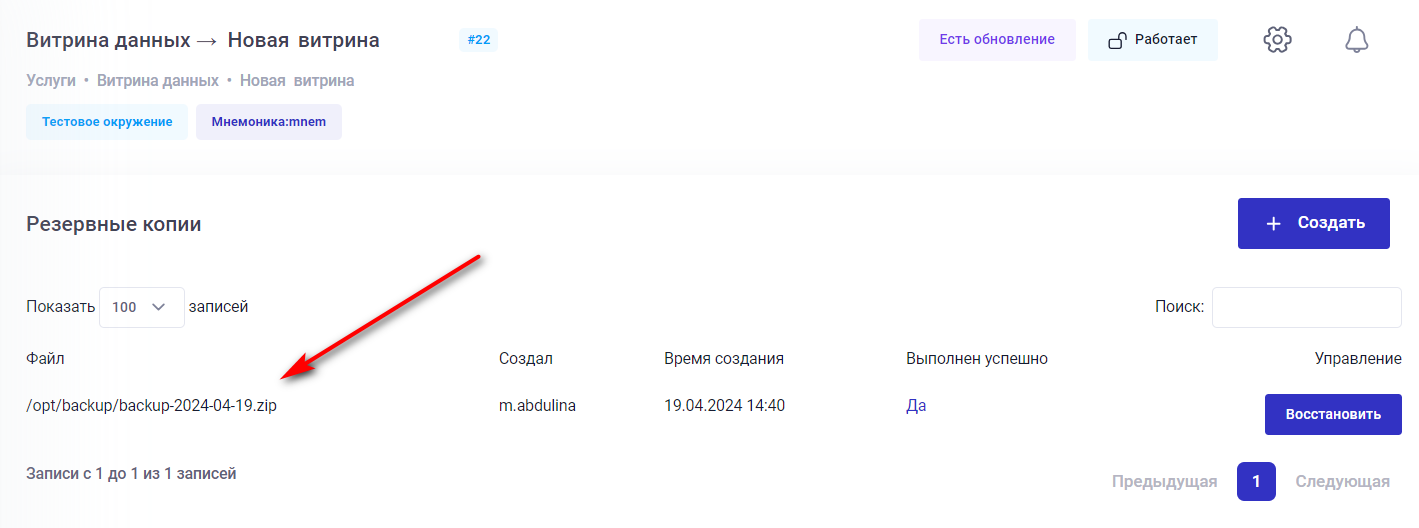 Витрина данных → Новая витрина #22 Есть обновление Работает
Услуги • Витрина данных • Новая витрина
Тестовое окружение Мнемоника:mnem
Резервные копии + Создать
Показать 100 записей Поиск:
Файл Создал Время создания Выполнен успешно Управление
/opt/backup/backup-2024-04-19.zip m.abdulina 19.04.2024 14:40 Да Восстановить
Записи с 1 до 1 из 1 записей Предыдущая 1 Следующая